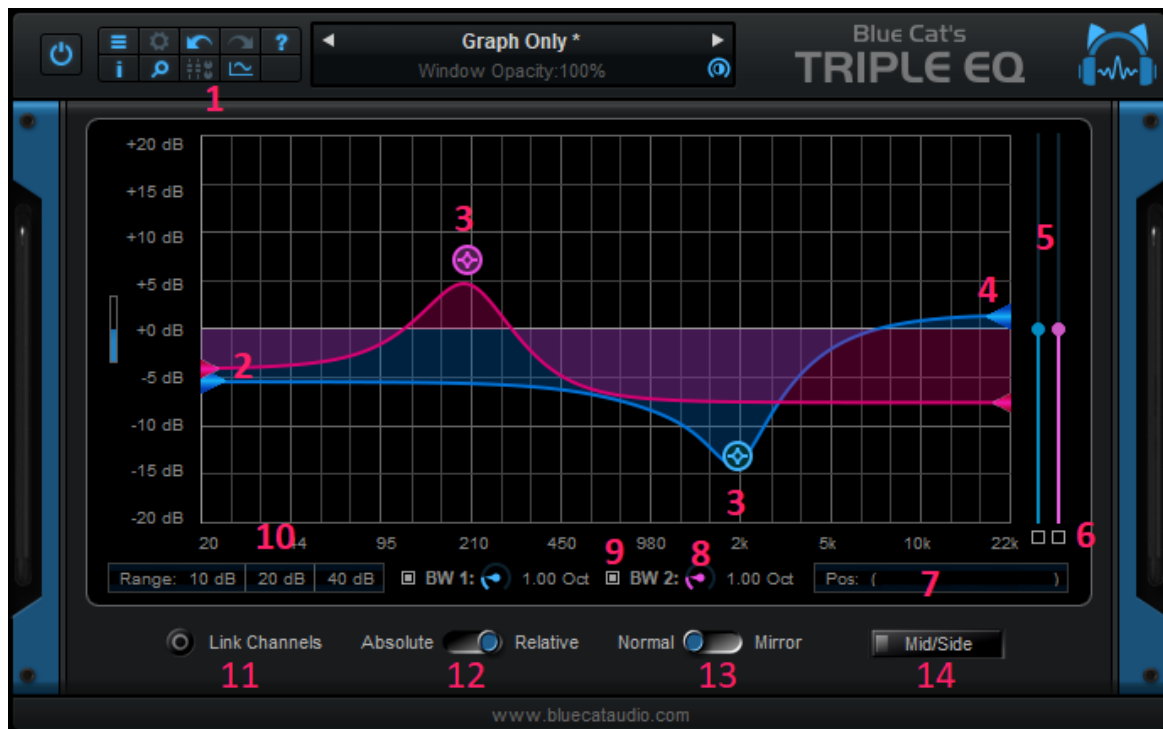 ? Graph Only * Blue Cat's
i Window Opacity:100% TRIPLE EQ
1
+20 dB
+15 dB
3
+10 dB 5
+5 dB 4
+0 dB
2
-5 dB
-10 dB
-15 dB
3
-20 dB
10 9 8 6
20 44 95 210 450 980 2k 5k 10k 22k
Range: 10 dB 20 dB 40 dB BW 1: 1.00 Oct BW 2: 1.00 Oct Pos: ( 7 )
Link Channels Absolute Relative Normal Mirror Mid/Side
11 12 13 14
www.bluecataudio.com